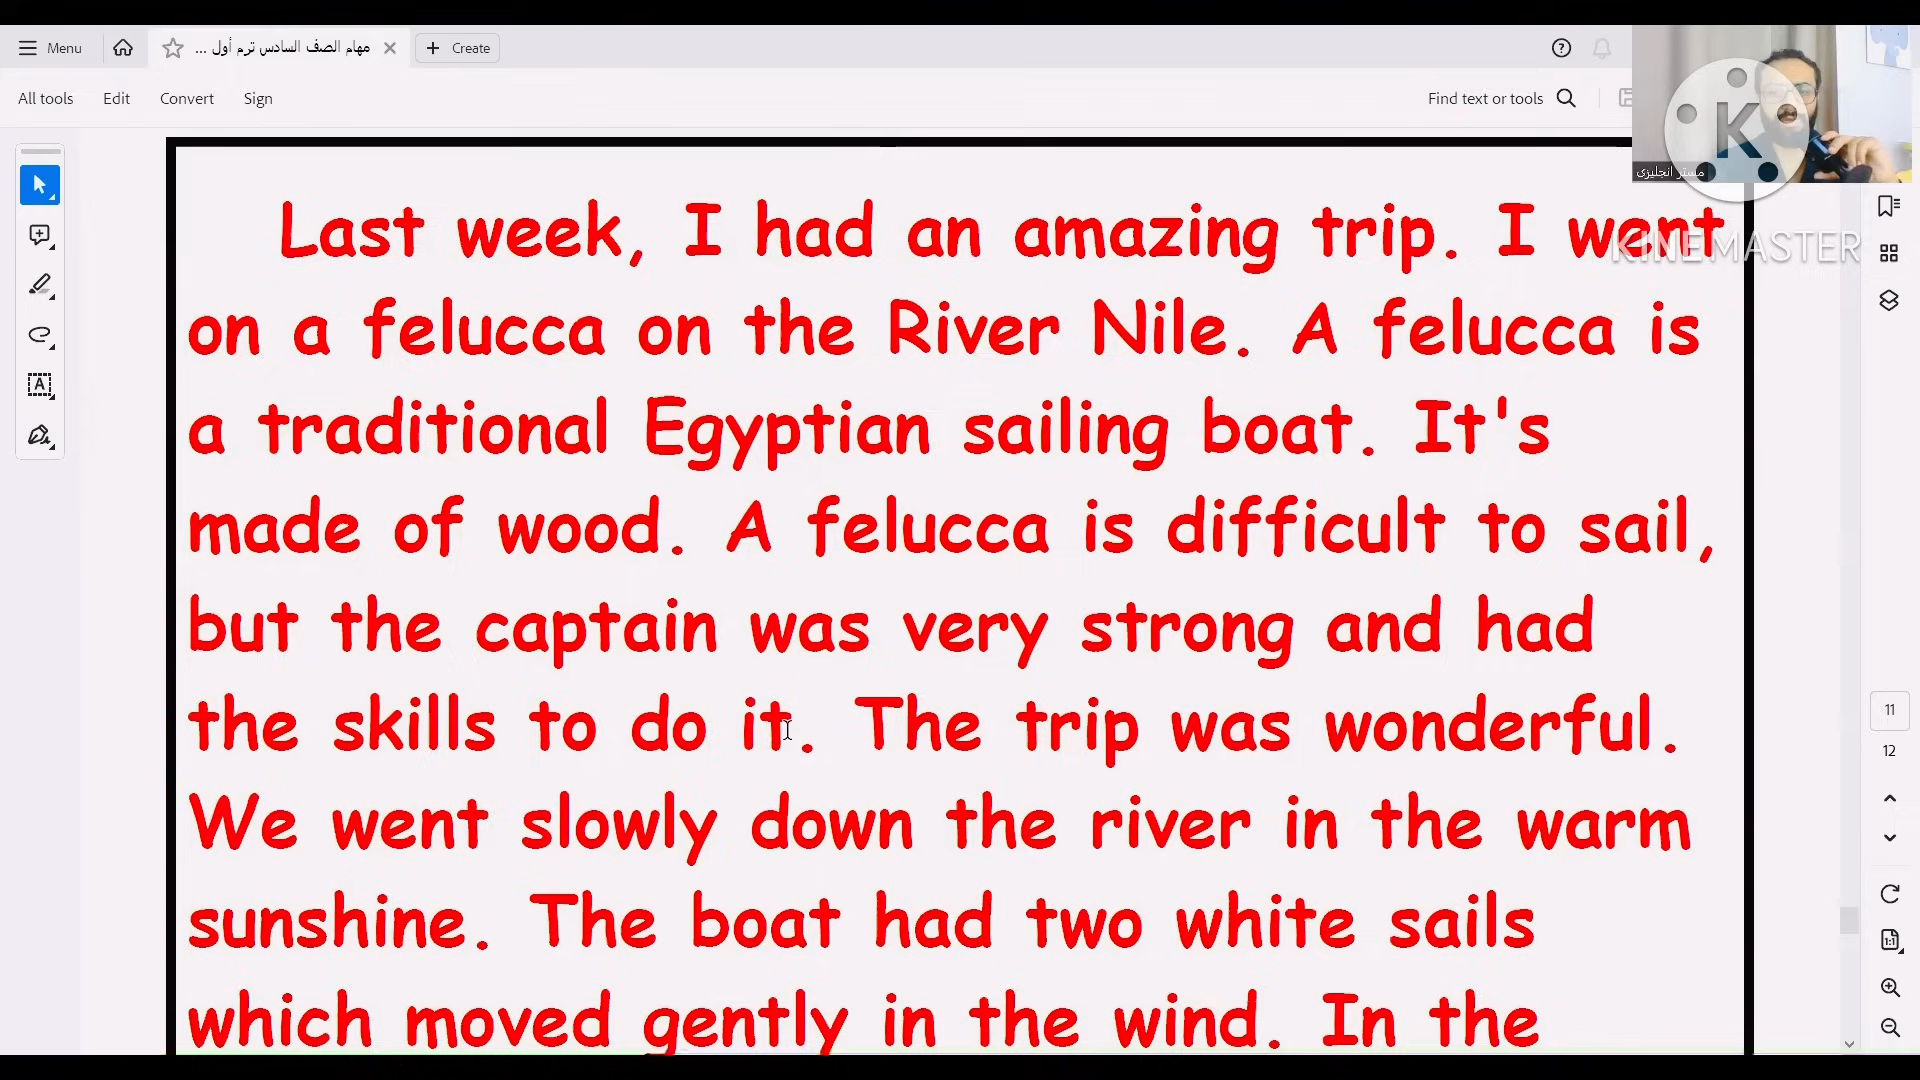 Menu
مهام الصف السادس ترم أول ...
Create
All tools
Edit
Convert
Sign
Find text or tools
مستر انجليزى
K
KINEMASTER
Last week, I had an amazing trip. I went
on a felucca on the River Nile. A felucca is
a traditional Egyptian sailing boat. It's
made of wood. A felucca is difficult to sail,
but the captain was very strong and had
the skills to do it. The trip was wonderful.
We went slowly down the river in the warm
sunshine. The boat had two white sails
which moved gently in the wind. In the
11
12